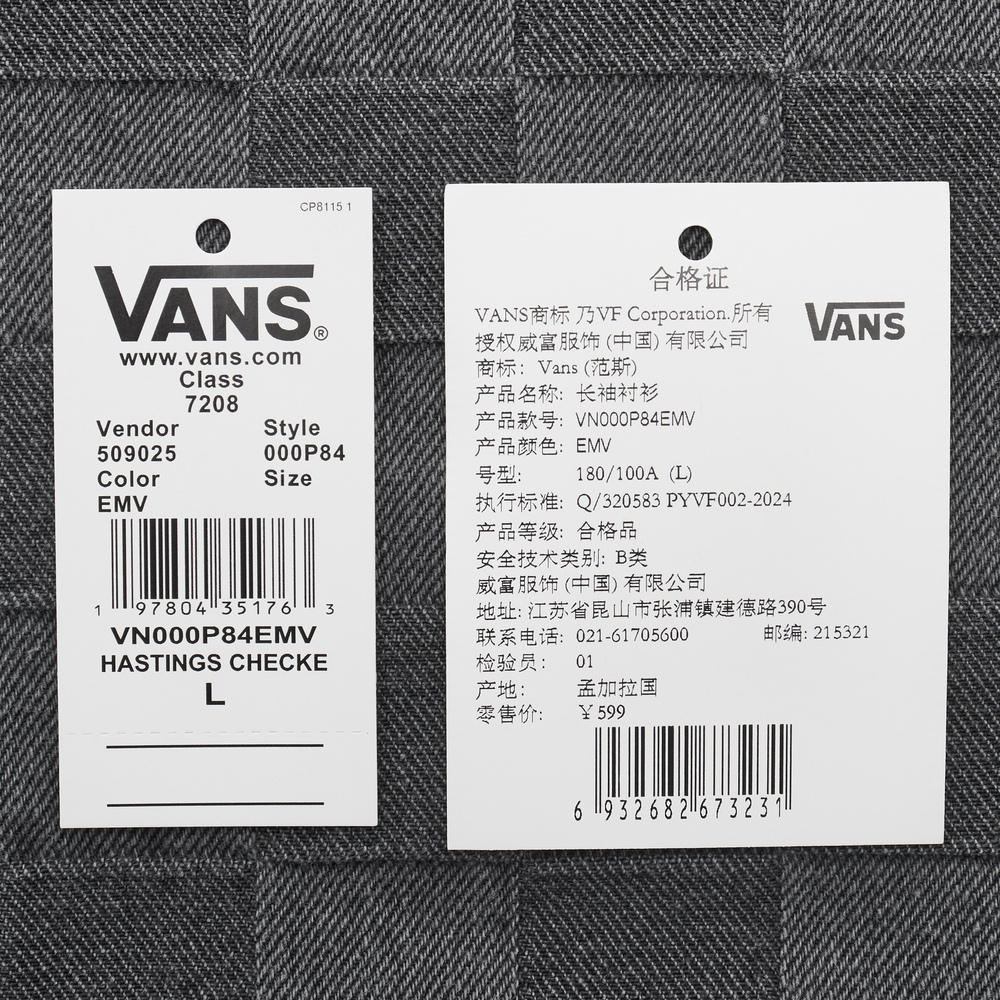 CP8115 1
VANS®
www.vans.com
Class
7208
Vendor Style
509025 000P84
Color Size
EMV
1 97804 35176 3
VN000P84EMV
HASTINGS CHECKE
L
合格证
VANS商标 乃VF Corporation.所有
授权威富服饰 (中国) 有限公司
VANS
商标: Vans (范斯)
产品名称: 长袖衬衫
产品款号: VN000P84EMV
产品颜色: EMV
号型: 180/100A (L)
执行标准: Q/320583 PYVF002-2024
产品等级: 合格品
安全技术类别: B类
威富服饰 (中国) 有限公司
地址: 江苏省昆山市张浦镇建德路390号
联系电话: 021-61705600 邮编: 215321
检验员: 01
产地: 孟加拉国
零售价: ¥599
6 932682 673231